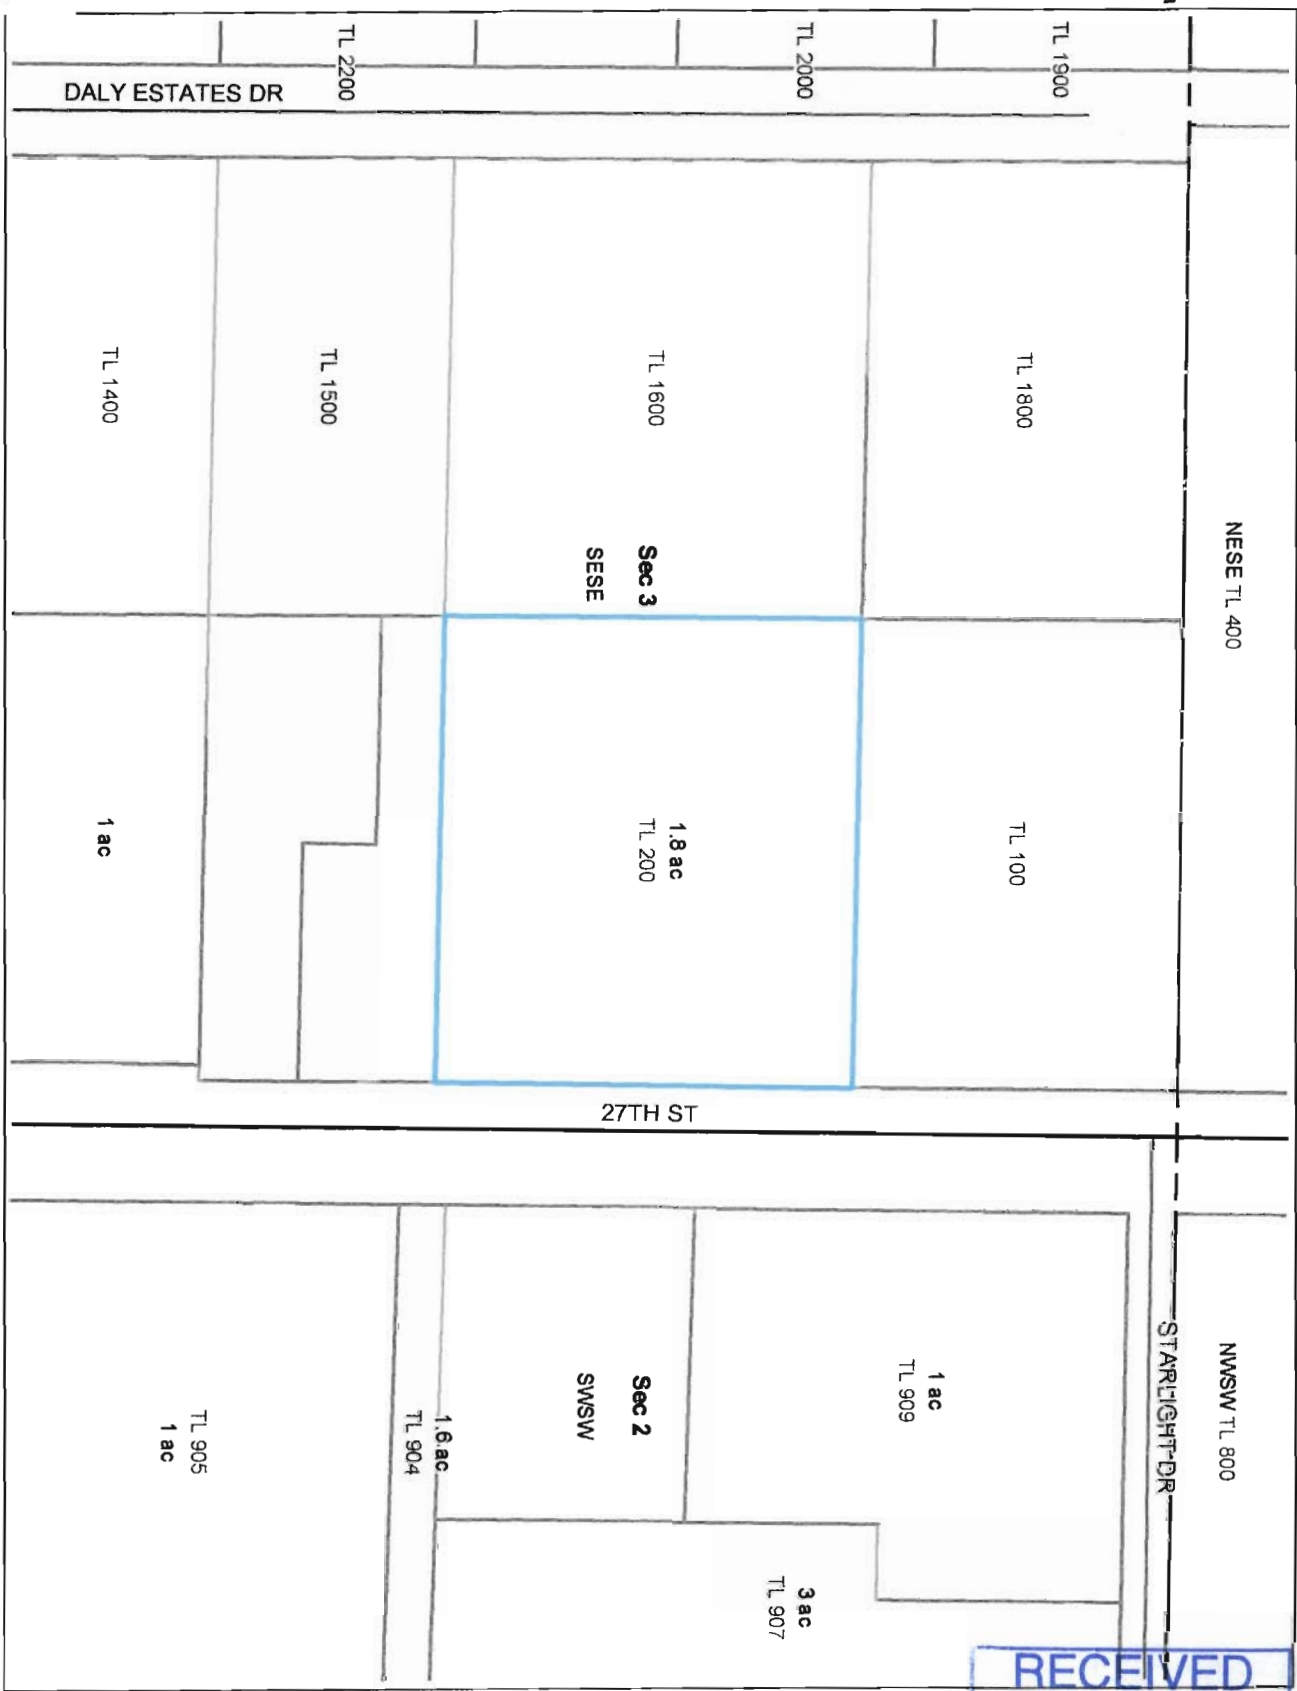 TL 2200
TL 2000
TL 1900
DALY ESTATES DR
TL 1400
TL 1500
TL 1600
TL 1800
NESE TL 400
Sec 3
SESE
1 ac
1.8 ac
TL 200
TL 100
27TH ST
TL 905
1 ac
1.6 ac
TL 904
Sec 2
SWSW
1 ac
TL 909
STARLIGHT DR
NWSW TL 800
3 ac
TL 907
RECEIVED